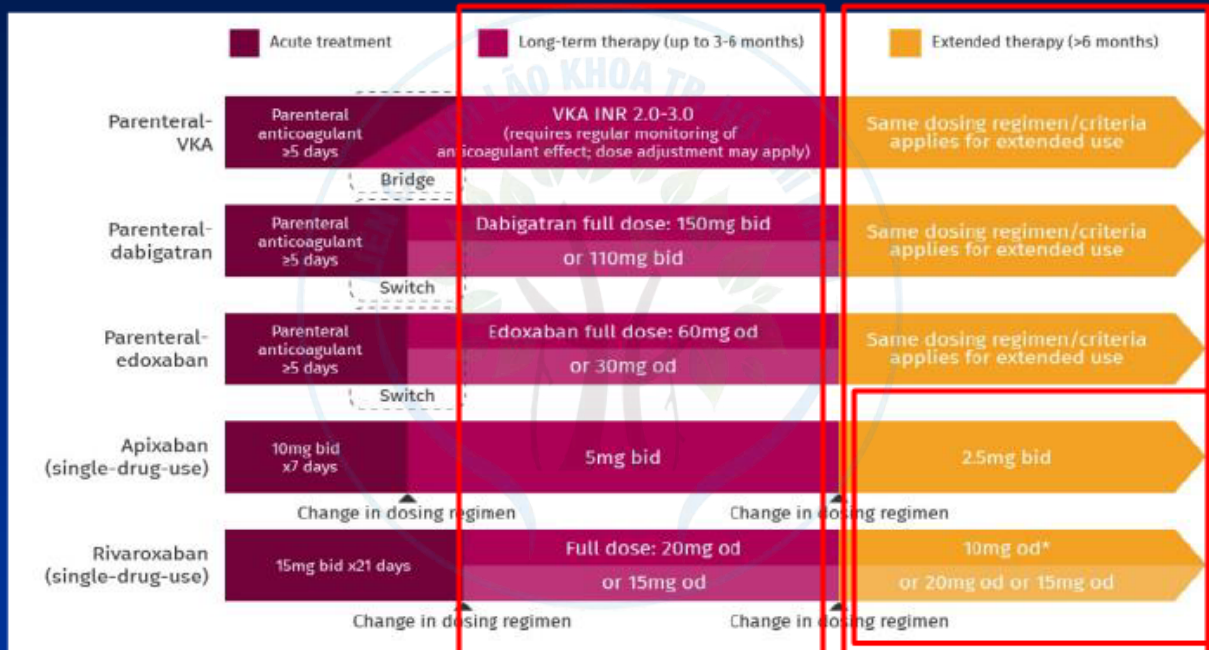 Acute treatment
Long-term therapy (up to 3-6 months)
Extended therapy (>6 months)
Parenteral-
VKA
Parenteral
anticoagulant
≥5 days
VKA INR 2.0-3.0
(requires regular monitoring of
anticoagulant effect; dose adjustment may apply)
Same dosing regimen/criteria
applies for extended use
Bridge
Parenteral-
dabigatran
Parenteral
anticoagulant
≥5 days
Dabigatran full dose: 150mg bid
or 110mg bid
Same dosing regimen/criteria
applies for extended use
Switch
Parenteral-
edoxaban
Parenteral
anticoagulant
≥5 days
Edoxaban full dose: 60mg od
or 30mg od
Same dosing regimen/criteria
applies for extended use
Switch
Apixaban
(single-drug-use)
10mg bid
x7 days
5mg bid
2.5mg bid
Change in dosing regimen
Change in dosing regimen
Rivaroxaban
(single-drug-use)
15mg bid x21 days
Full dose: 20mg od
or 15mg od
10mg od*
or 20mg od or 15mg od
Change in dosing regimen
Change in dosing regimen
LÃO KHOA TP